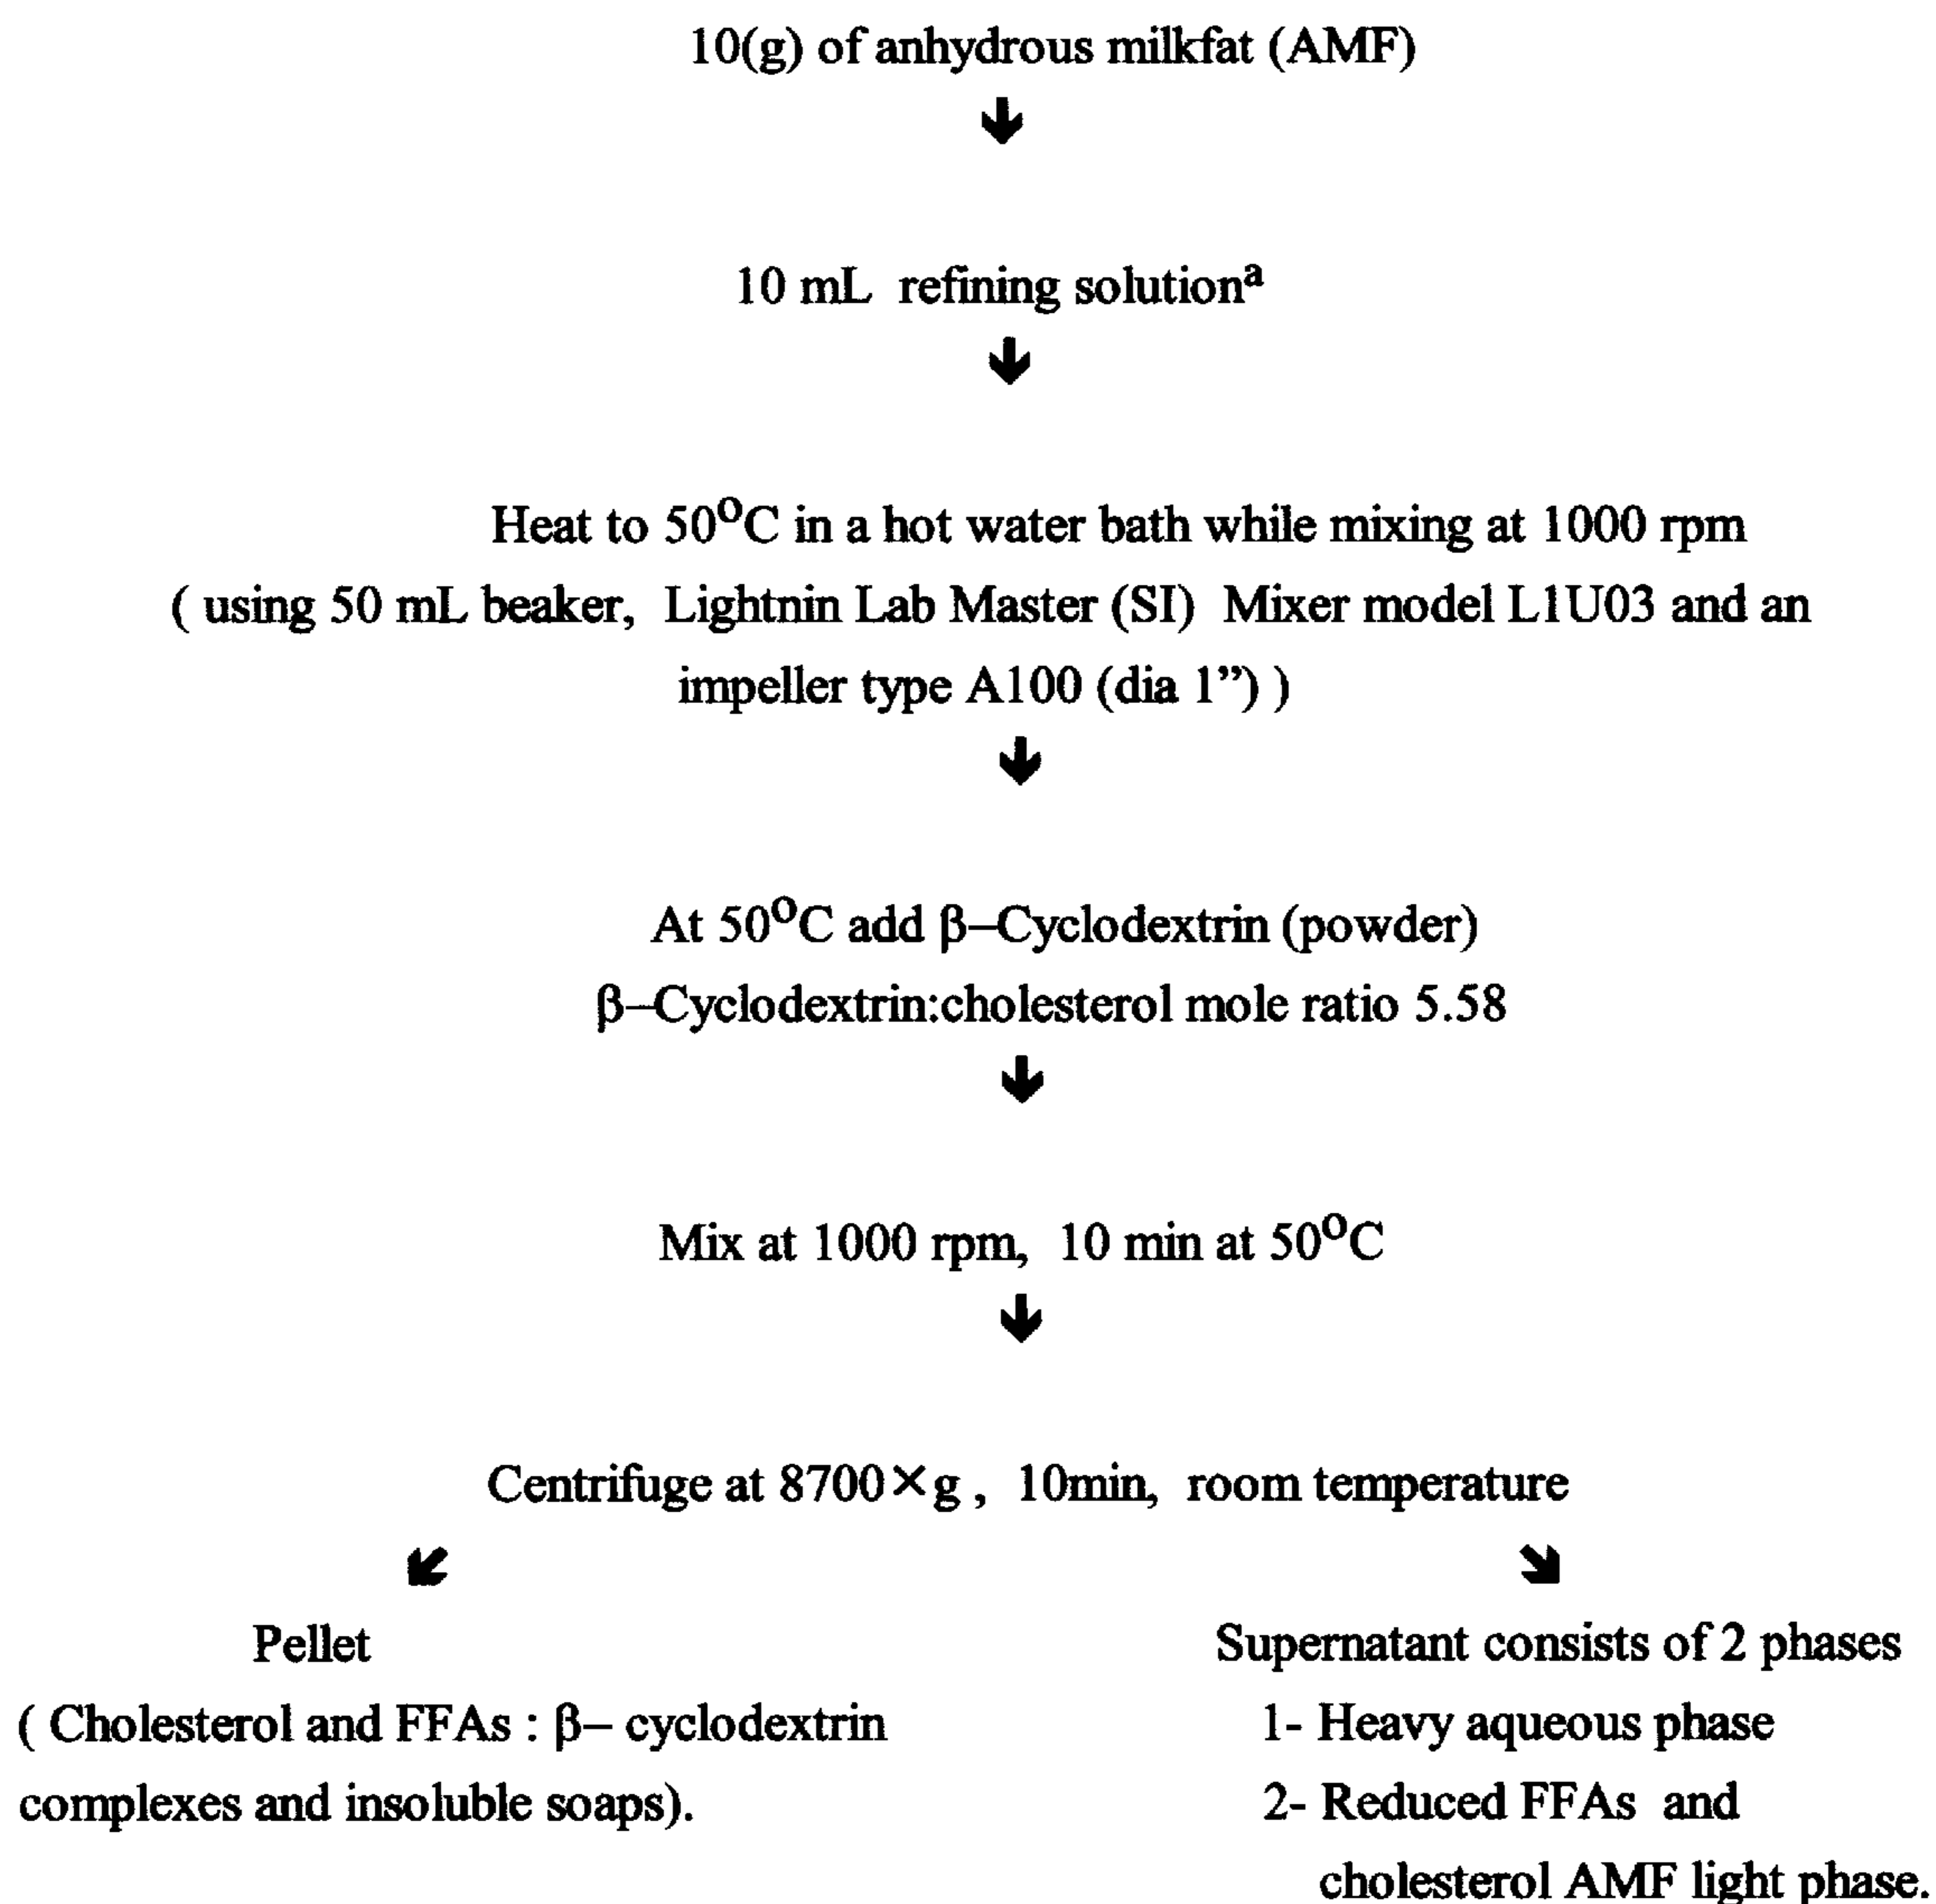 10(g) of anhydrous milkfat (AMF)
↓
10 mL refining solutionᵃ
↓
Heat to 50⁰C in a hot water bath while mixing at 1000 rpm
( using 50 mL beaker, Lightnin Lab Master (SI) Mixer model L1U03 and an
impeller type A100 (dia 1”) )
↓
At 50⁰C add β–Cyclodextrin (powder)
β–Cyclodextrin:cholesterol mole ratio 5.58
↓
Mix at 1000 rpm, 10 min at 50⁰C
↓
Centrifuge at 8700×g , 10min, room temperature
↙ ↘
Pellet
( Cholesterol and FFAs : β– cyclodextrin
complexes and insoluble soaps).
Supernatant consists of 2 phases
1- Heavy aqueous phase
2- Reduced FFAs and
cholesterol AMF light phase.